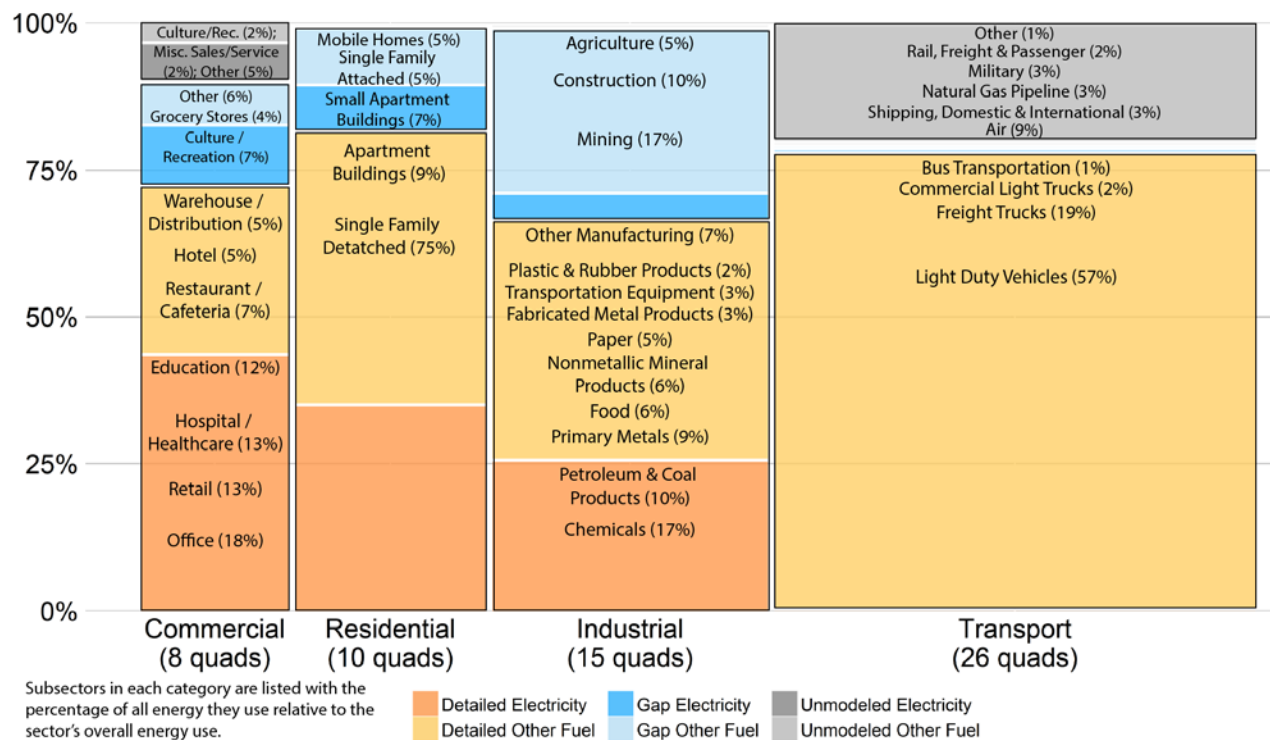 100%
75%
50%
25%
0%
Culture/Rec. (2%);
Misc. Sales/Service
(2%); Other (5%)
Other (6%)
Grocery Stores (4%)
Culture /
Recreation (7%)
Warehouse /
Distribution (5%)
Hotel (5%)
Restaurant /
Cafeteria (7%)
Education (12%)
Hospital /
Healthcare (13%)
Retail (13%)
Office (18%)
Mobile Homes (5%)
Single Family
Attached (5%)
Small Apartment
Buildings (7%)
Apartment
Buildings (9%)
Single Family
Detatched (75%)
Agriculture (5%)
Construction (10%)
Mining (17%)
Other Manufacturing (7%)
Plastic & Rubber Products (2%)
Transportation Equipment (3%)
Fabricated Metal Products (3%)
Paper (5%)
Nonmetallic Mineral
Products (6%)
Food (6%)
Primary Metals (9%)
Petroleum & Coal
Products (10%)
Chemicals (17%)
Other (1%)
Rail, Freight & Passenger (2%)
Military (3%)
Natural Gas Pipeline (3%)
Shipping, Domestic & International (3%)
Air (9%)
Bus Transportation (1%)
Commercial Light Trucks (2%)
Freight Trucks (19%)
Light Duty Vehicles (57%)
Commercial
(8 quads)
Residential
(10 quads)
Industrial
(15 quads)
Transport
(26 quads)
Subsectors in each category are listed with the
percentage of all energy they use relative to the
sector's overall energy use.
Detailed Electricity
Detailed Other Fuel
Gap Electricity
Gap Other Fuel
Unmodeled Electricity
Unmodeled Other Fuel